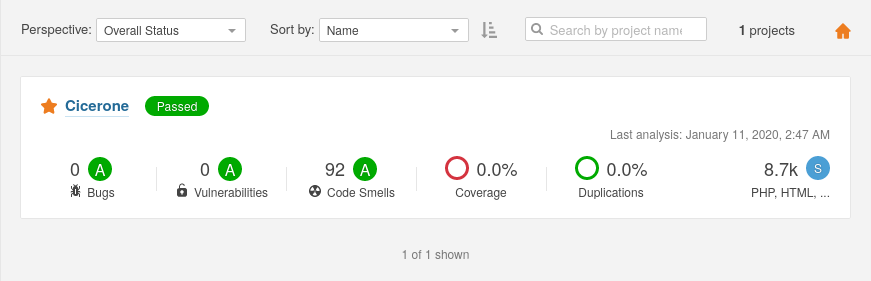 Perspective: Overall Status Sort by: Name Search by project name 1 projects
Cicerone Passed
Last analysis: January 11, 2020, 2:47 AM
0 A 0 A 92 A 0.0% 0.0% 8.7k S
Bugs Vulnerabilities Code Smells Coverage Duplications PHP, HTML, ...
1 of 1 shown